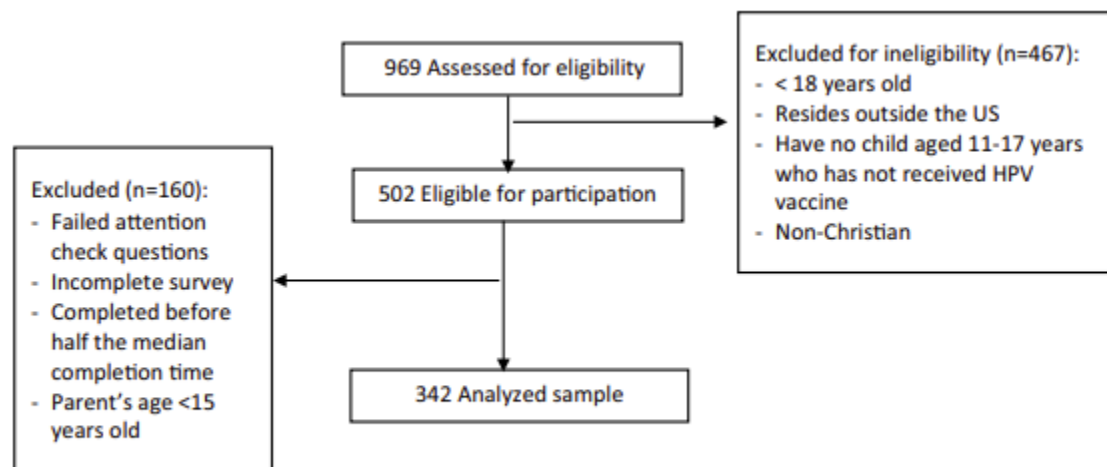 969 Assessed for eligibility
Excluded for ineligibility (n=467):
- < 18 years old
- Resides outside the US
- Have no child aged 11-17 years
who has not received HPV
vaccine
- Non-Christian
502 Eligible for participation
Excluded (n=160):
- Failed attention
check questions
- Incomplete survey
- Completed before
half the median
completion time
- Parent's age <15
years old
342 Analyzed sample